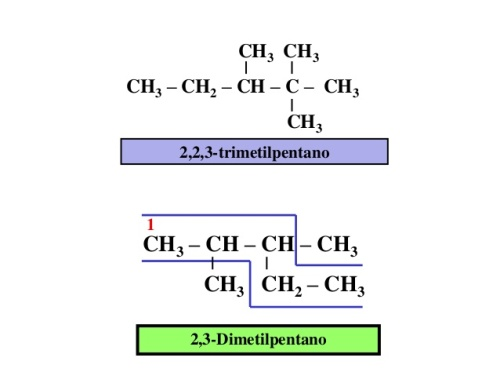 CH₃ CH₃
CH₃ – CH₂ – CH – C – CH₃
CH₃
2,2,3-trimetilpentano
1
CH₃ – CH – CH – CH₃
CH₃ CH₂ – CH₃
2,3-Dimetilpentano